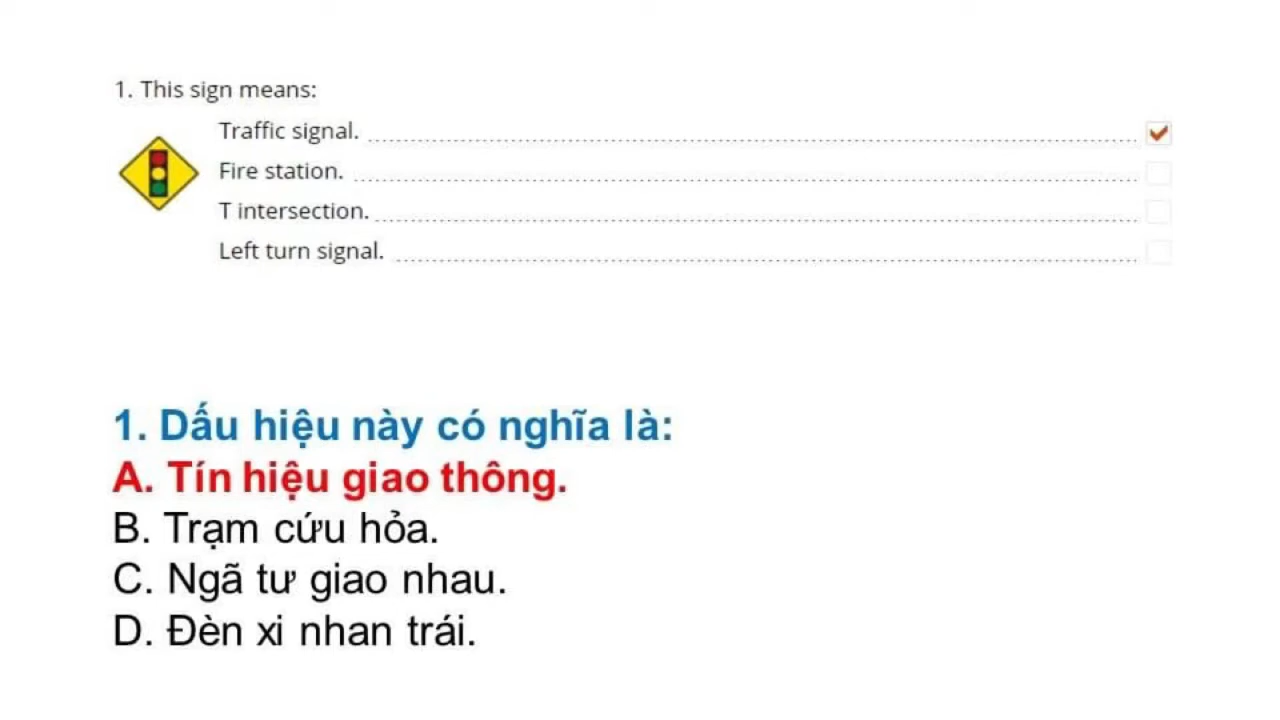 1. This sign means:
Traffic signal.
Fire station.
T intersection.
Left turn signal.
1. Dấu hiệu này có nghĩa là:
A. Tín hiệu giao thông.
B. Trạm cứu hỏa.
C. Ngã tư giao nhau.
D. Đèn xi nhan trái.